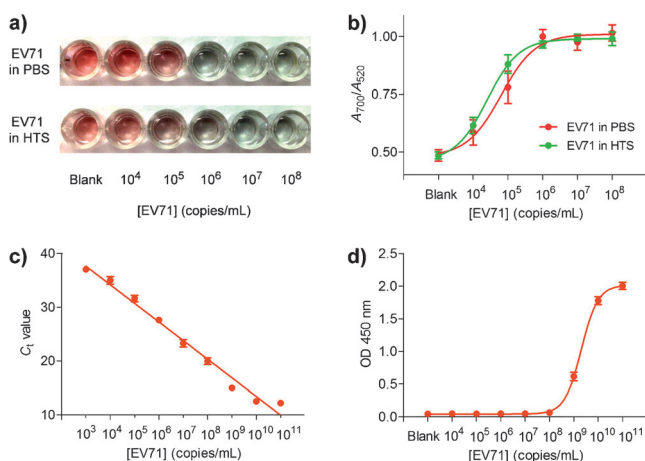 a)
EV71
in PBS
EV71
in HTS
Blank 10⁴ 10⁵ 10⁶ 10⁷ 10⁸
[EV71] (copies/mL)
b)
A700/A520
1.00
0.75
0.50
EV71 in PBS
EV71 in HTS
Blank 10⁴ 10⁵ 10⁶ 10⁷ 10⁸
[EV71] (copies/mL)
c)
Ct value
40
30
20
10
10³ 10⁴ 10⁵ 10⁶ 10⁷ 10⁸ 10⁹ 10¹⁰ 10¹¹
[EV71] (copies/mL)
d)
OD 450 nm
2.5
2.0
1.5
1.0
0.5
0.0
Blank 10⁴ 10⁵ 10⁶ 10⁷ 10⁸ 10⁹ 10¹⁰ 10¹¹
[EV71] (copies/mL)